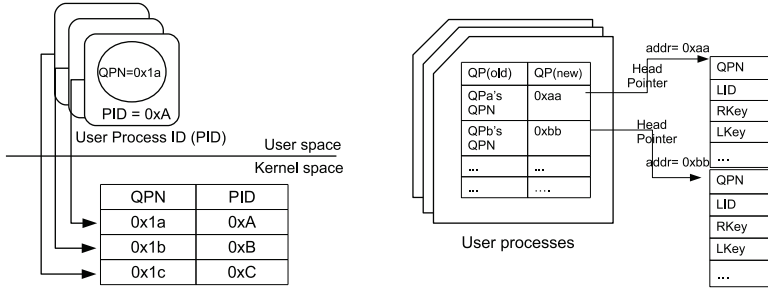 QPN=0x1a
PID = 0xA
User Process ID (PID)
User space
Kernel space
QPN PID
0x1a 0xA
0x1b 0xB
0x1c 0xC
QP(old) QP(new)
QPa's QPN 0xaa
QPb's QPN 0xbb
... ...
... ....
User processes
addr= 0xaa
Head
Pointer
QPN
LID
RKey
LKey
...
Head
Pointer
addr= 0xbb
QPN
LID
RKey
LKey
...